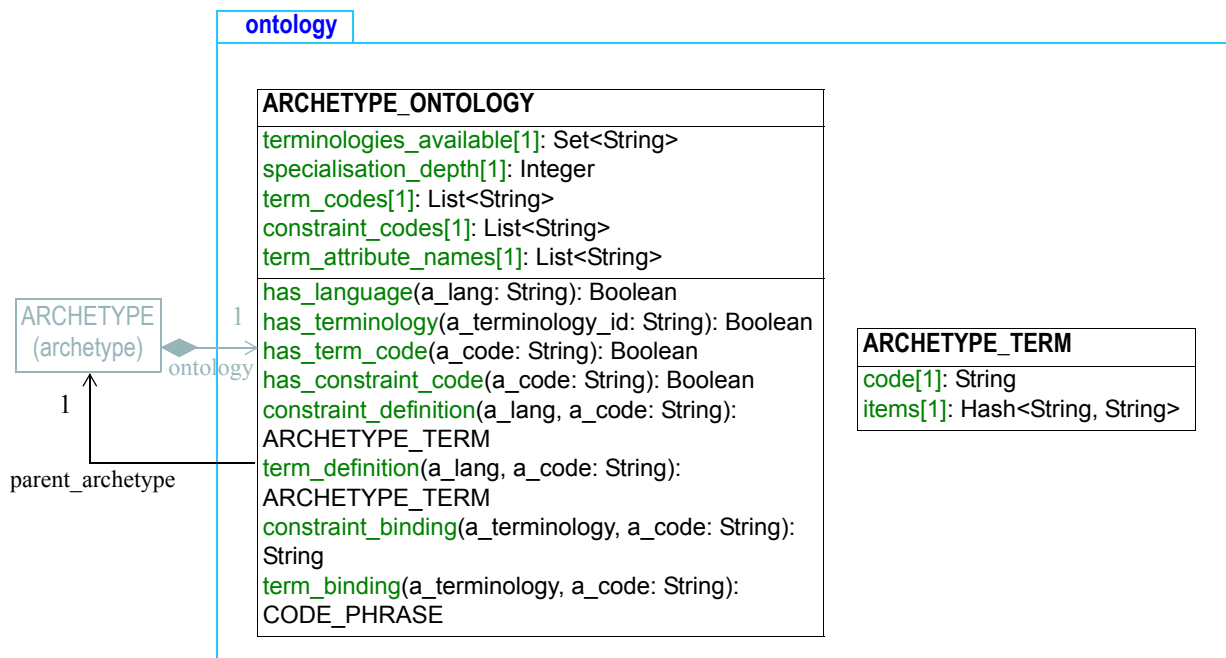 ontology
ARCHETYPE_ONTOLOGY
terminologies_available[1]: Set<String>
specialisation_depth[1]: Integer
term_codes[1]: List<String>
constraint_codes[1]: List<String>
term_attribute_names[1]: List<String>
has_language(a_lang: String): Boolean
has_terminology(a_terminology_id: String): Boolean
has_term_code(a_code: String): Boolean
has_constraint_code(a_code: String): Boolean
constraint_definition(a_lang, a_code: String):
ARCHETYPE_TERM
term_definition(a_lang, a_code: String):
ARCHETYPE_TERM
constraint_binding(a_terminology, a_code: String):
String
term_binding(a_terminology, a_code: String):
CODE_PHRASE
ARCHETYPE
(archetype)
1
ontology
1
parent_archetype
ARCHETYPE_TERM
code[1]: String
items[1]: Hash<String, String>